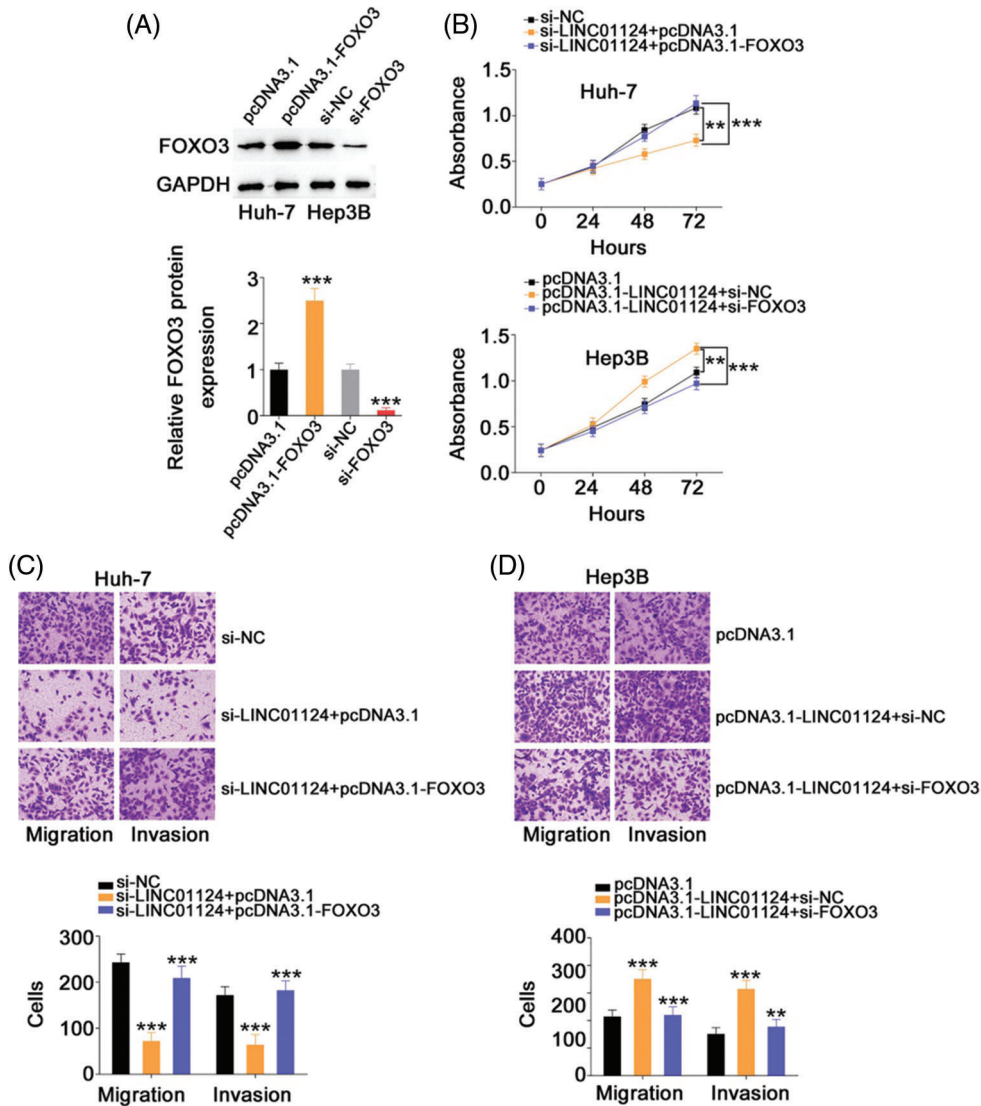 (A)
pcDNA3.1
pcDNA3.1-FOXO3
si-NC
si-FOXO3
FOXO3
GAPDH
Huh-7 Hep3B
Relative FOXO3 protein
expression
3
2
1
0
***
***
pcDNA3.1
pcDNA3.1-FOXO3
si-NC
si-FOXO3
(B)
si-NC
si-LINC01124+pcDNA3.1
si-LINC01124+pcDNA3.1-FOXO3
Huh-7
Absorbance
1.5
1.0
0.5
0.0
** ***
0 24 48 72
Hours
pcDNA3.1
pcDNA3.1-LINC01124+si-NC
pcDNA3.1-LINC01124+si-FOXO3
Hep3B
Absorbance
1.5
1.0
0.5
0.0
** ***
0 24 48 72
Hours
(C)
Huh-7
si-NC
si-LINC01124+pcDNA3.1
si-LINC01124+pcDNA3.1-FOXO3
Migration Invasion
si-NC
si-LINC01124+pcDNA3.1
si-LINC01124+pcDNA3.1-FOXO3
Cells
300
200
100
0
*** *** *** ***
Migration Invasion
(D)
Hep3B
pcDNA3.1
pcDNA3.1-LINC01124+si-NC
pcDNA3.1-LINC01124+si-FOXO3
Migration Invasion
pcDNA3.1
pcDNA3.1-LINC01124+si-NC
pcDNA3.1-LINC01124+si-FOXO3
Cells
400
300
200
100
0
*** *** *** **
Migration Invasion